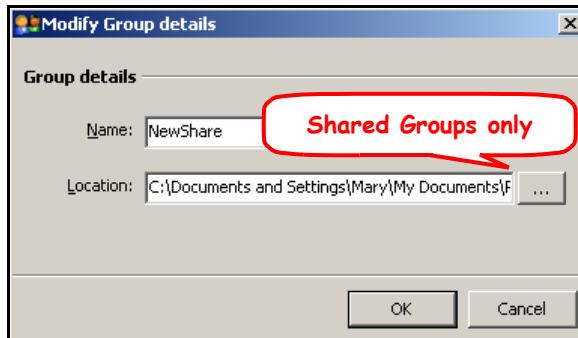 Modify Group details
Group details
Name: NewShare
Shared Groups only
Location: C:\Documents and Settings\Mary\My Documents\F ...
OK Cancel